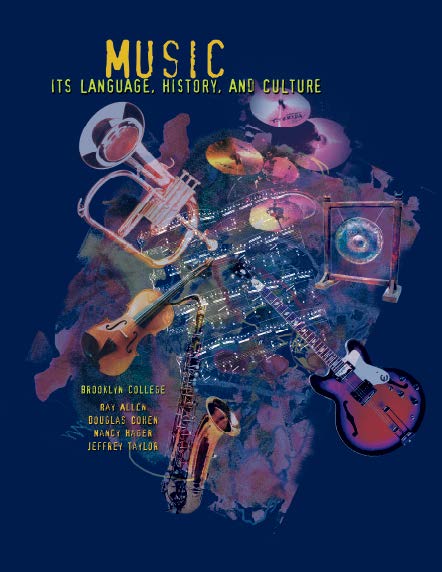 MUSIC
ITS LANGUAGE, HISTORY, AND CULTURE
BROOKLYN COLLEGE
RAY ALLEN
DOUGLAS COHEN
NANCY HAGER
JEFFREY TAYLOR